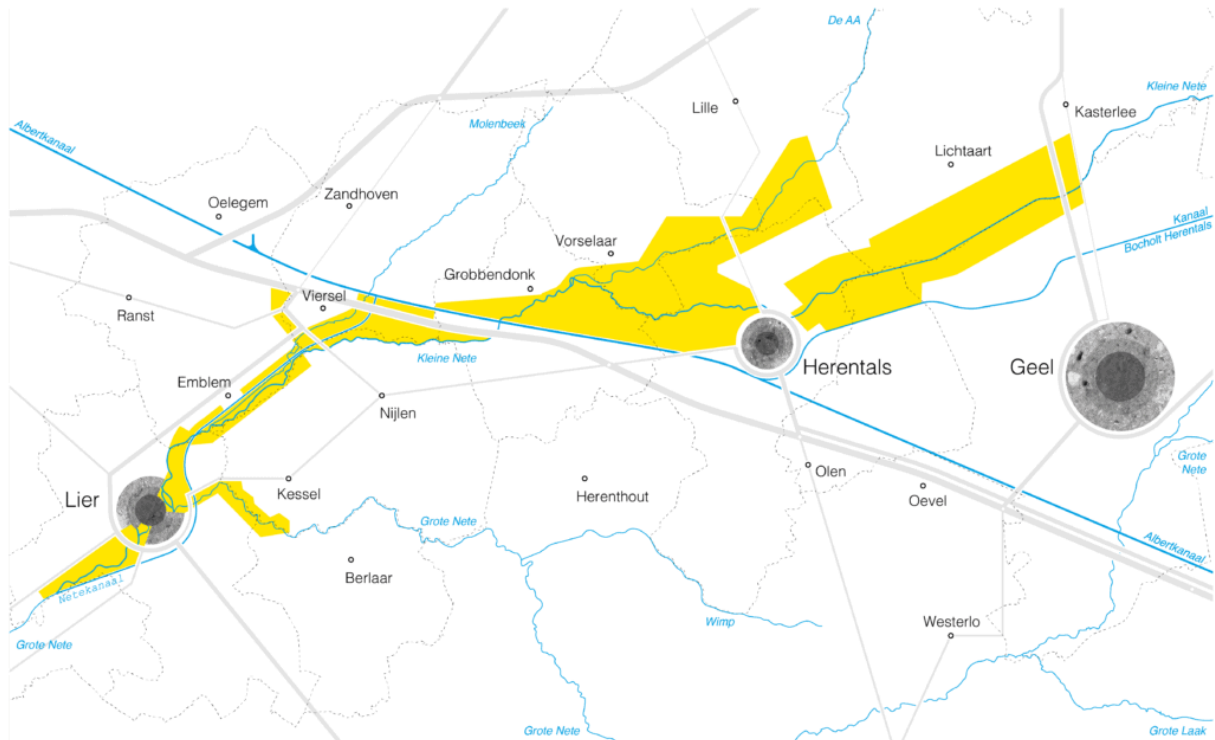 De AA
Kleine Nete
Kasterlee
Lille
Molenbeek
Albertkanaal
Lichtaart
Zandhoven
Oelegem
Kanaal
Bocholt Herentals
Vorselaar
Grobbendonk
Viersel
Ranst
Kleine Nete
Herentals
Geel
Emblem
Nijlen
Grote
Nete
Olen
Kessel
Herenthout
Oevel
Lier
Grote Nete
Albertkanaal
Berlaar
Netekanaal
Wimp
Westerlo
Grote Nete
Grote Nete
Grote Laak